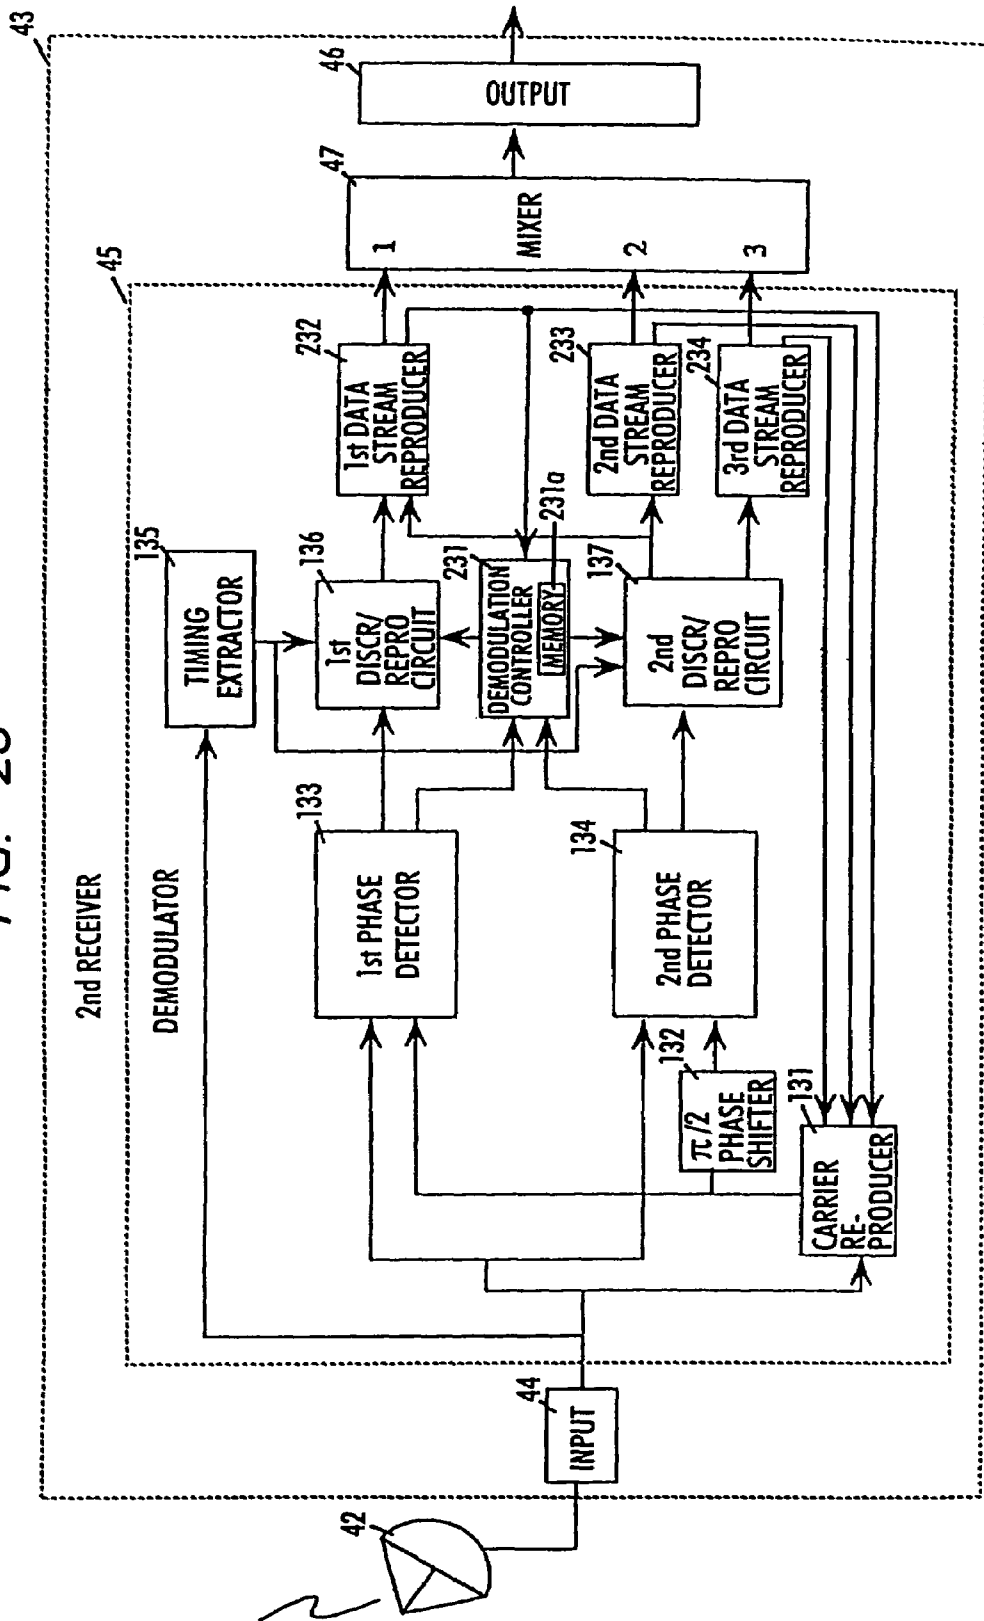 2nd RECEIVER
43
DEMODULATOR
45
42
44
INPUT
135
TIMING
EXTRACTOR
133
1st PHASE
DETECTOR
136
1st
DISCR/
REPRO
CIRCUIT
232
1st DATA
STREAM
REPRODUCER
231
DEMODULATION
CONTROLLER
MEMORY
231a
134
2nd PHASE
DETECTOR
137
2nd
DISCR/
REPRO
CIRCUIT
233
2nd DATA
STREAM
REPRODUCER
234
3rd DATA
STREAM
REPRODUCER
132
π/2
PHASE
SHIFTER
131
CARRIER
RE-
PRODUCER
47
MIXER
1
2
3
46
OUTPUT